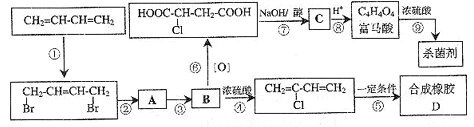 HOOC-CH-CH₂-COOH
Cl
NaOH/ 醇
⑦
C
H⁺
⑧
C₄H₄O₄
富马酸
浓硫酸
⑨
杀菌剂
CH₂=CH-CH=CH₂
①
⑥
[O]
CH₂-CH=CH-CH₂
Br Br
②
A
③
B
浓硫酸
④
CH₂=C-CH=CH₂
Cl
一定条件
⑤
合成橡胶
D